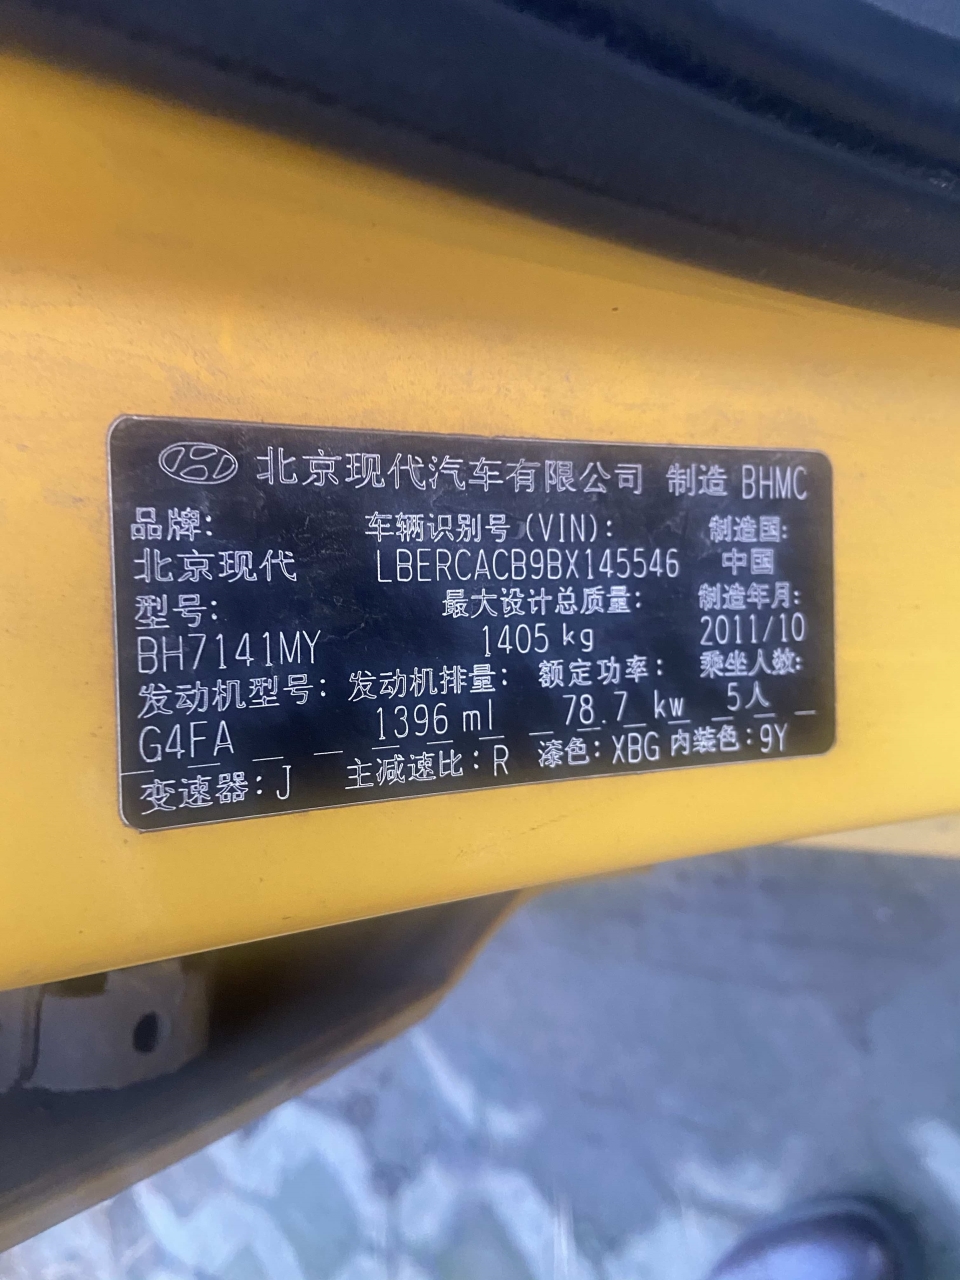 北京现代汽车有限公司 制造 BHMC
品牌: 车辆识别号(VIN): 制造国:
北京现代 LBERCACB9BX145546 中国
型号: 最大设计总质量: 制造年月:
BH7141MY 1405 kg 2011/10
发动机型号: 发动机排量: 额定功率: 乘坐人数:
G4FA 1396 ml 78.7 kw 5人
变速器: J 主减速比: R 漆色: XBG 内装色: 9Y